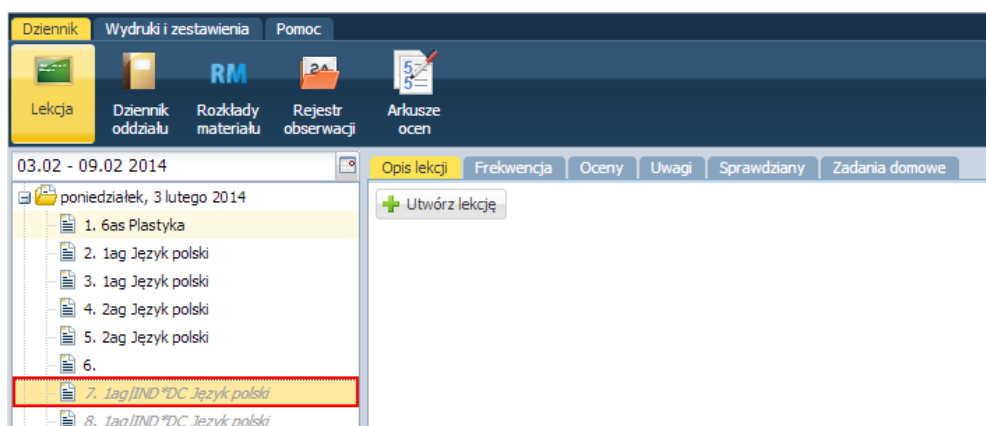 Dziennik Wydruki i zestawienia Pomoc
RM 2A 5 5
Lekcja Dziennik oddziału Rozkłady materiału Rejestr obserwacji Arkusze ocen
03.02 - 09.02 2014
Opis lekcji Frekwencja Oceny Uwagi Sprawdziany Zadania domowe
poniedziałek, 3 lutego 2014
Utwórz lekcję
1. 6as Plastyka
2. 1ag Język polski
3. 1ag Język polski
4. 2ag Język polski
5. 2ag Język polski
6.
7. 1ag|IND*DC Język polski
8. 1ag|IND*DC Język polski